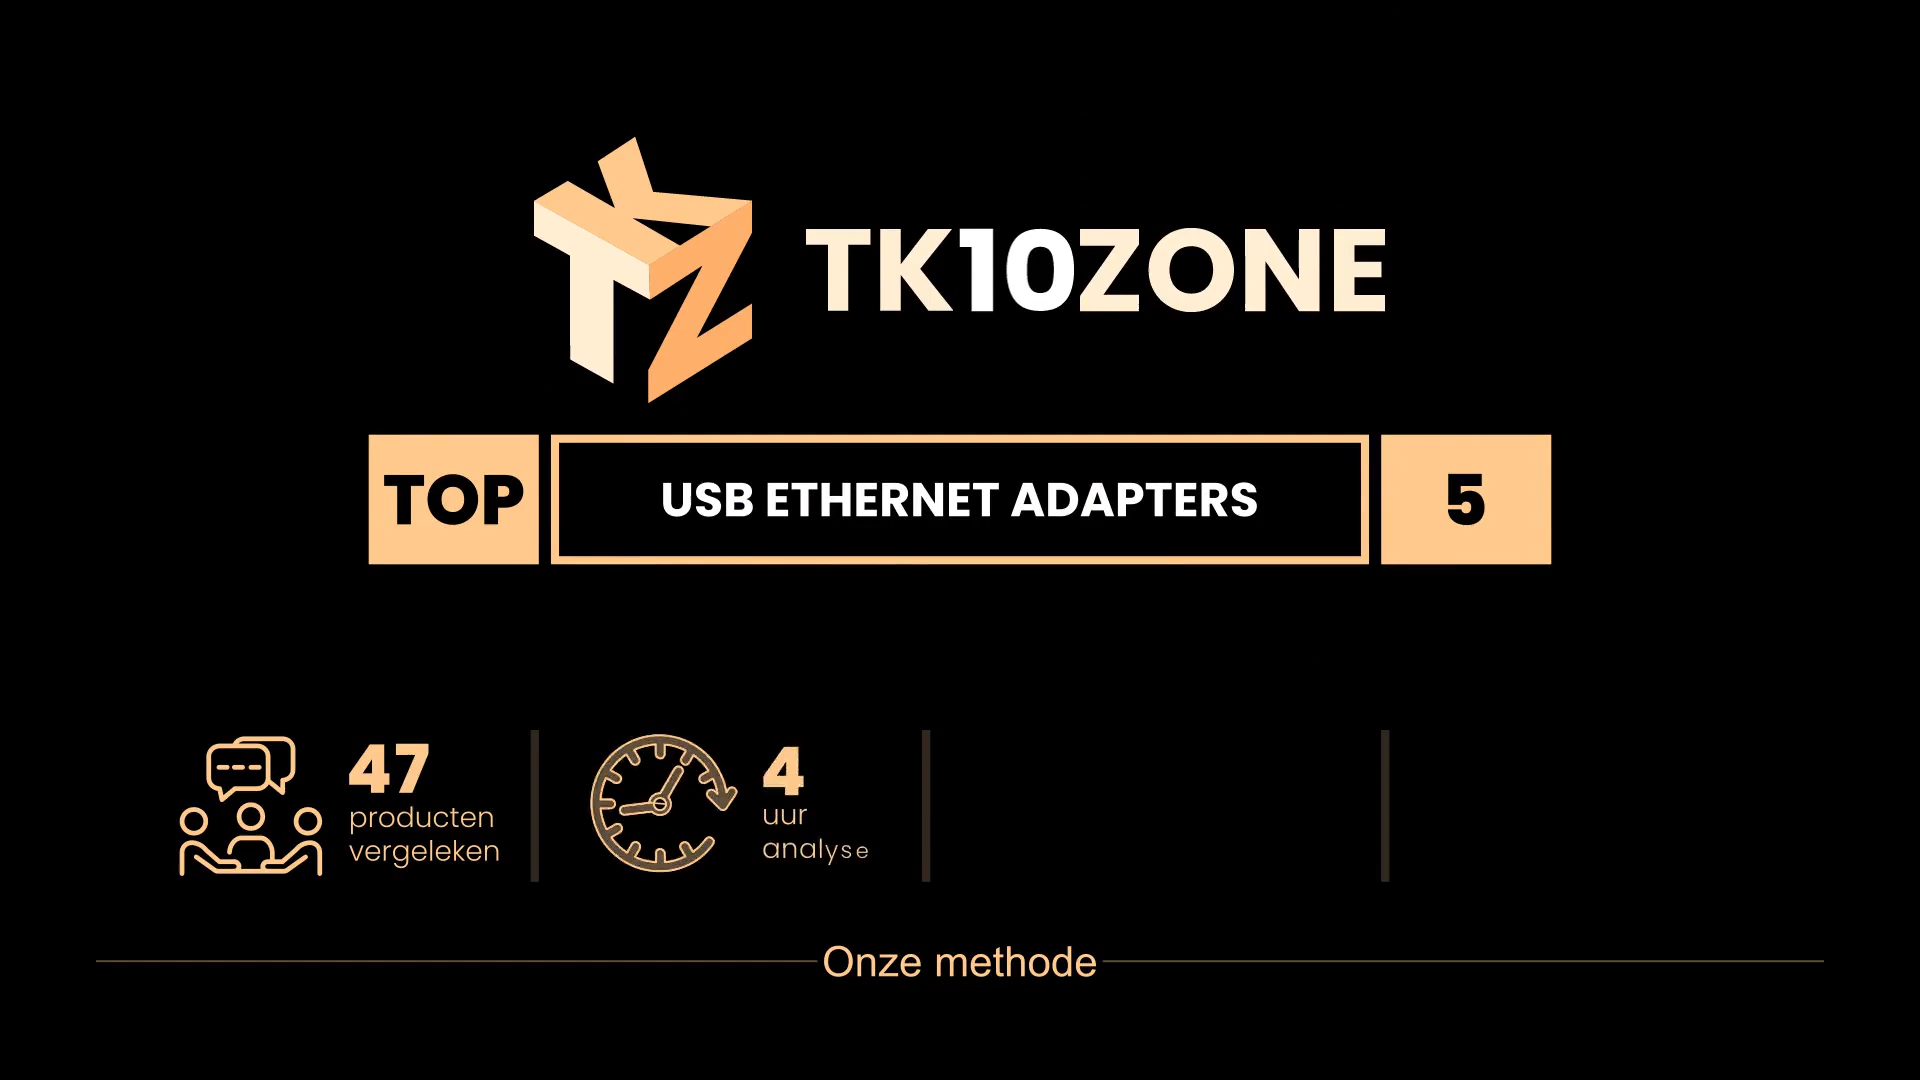 TK10ZONE
TOP
USB ETHERNET ADAPTERS
5
47
producten
vergeleken
4
uur
analyse
Onze methode